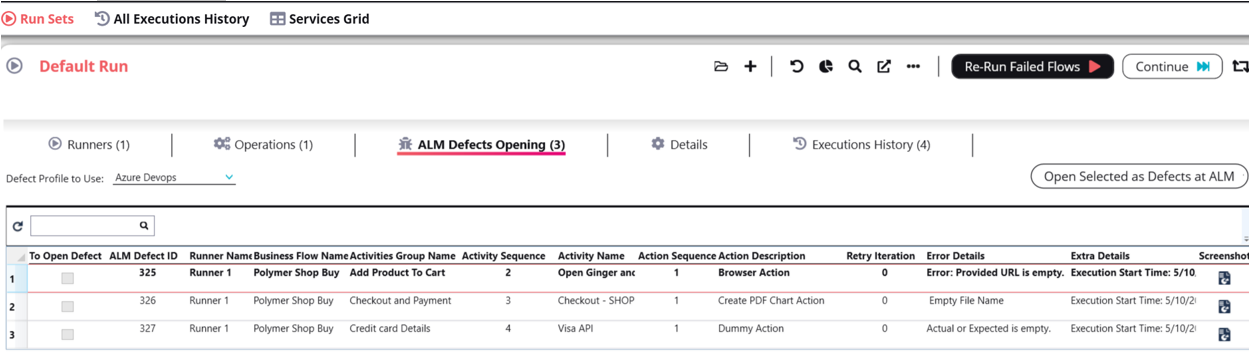 Run Sets All Executions History Services Grid
Default Run Re-Run Failed Flows Continue
Runners (1) Operations (1) ALM Defects Opening (3) Details Executions History (4)
Defect Profile to Use: Azure Devops Open Selected as Defects at ALM
To Open Defect ALM Defect ID Runner Name Business Flow Name Activities Group Name Activity Sequence Activity Name Action Sequence Action Description Retry Iteration Error Details Extra Details Screenshot
1 325 Runner 1 Polymer Shop Buy Add Product To Cart 2 Open Ginger and 1 Browser Action 0 Error: Provided URL is empty. Execution Start Time: 5/10,
2 326 Runner 1 Polymer Shop Buy Checkout and Payment 3 Checkout - SHOP 1 Create PDF Chart Action 0 Empty File Name Execution Start Time: 5/10/2
3 327 Runner 1 Polymer Shop Buy Credit card Details 4 Visa API 1 Dummy Action 0 Actual or Expected is empty. Execution Start Time: 5/10/2